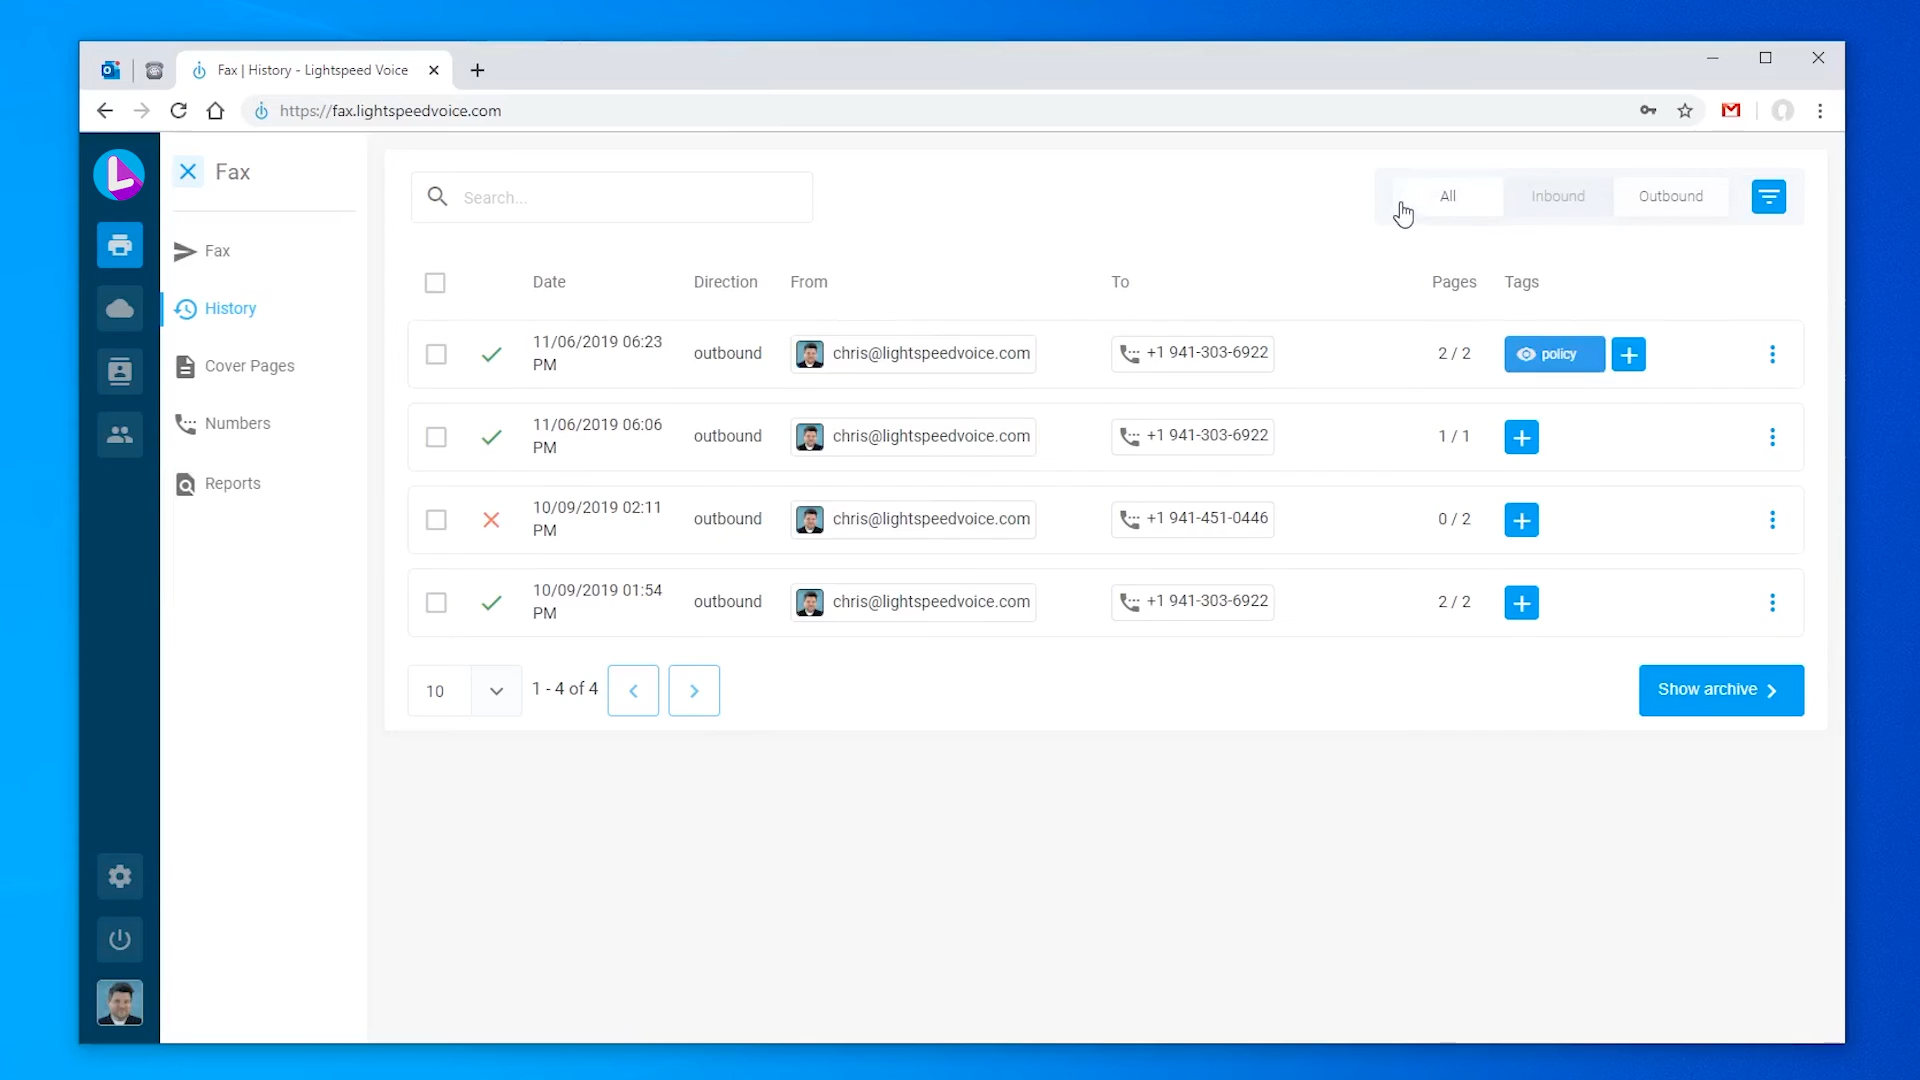 Fax | History - Lightspeed Voice
https://fax.lightspeedvoice.com
Fax
Fax
History
Cover Pages
Numbers
Reports
Search...
All
Inbound
Outbound
Date
Direction
From
To
Pages
Tags
11/06/2019 06:23
PM
outbound
chris@lightspeedvoice.com
+1 941-303-6922
2 / 2
policy
11/06/2019 06:06
PM
outbound
chris@lightspeedvoice.com
+1 941-303-6922
1 / 1
10/09/2019 02:11
PM
outbound
chris@lightspeedvoice.com
+1 941-451-0446
0 / 2
10/09/2019 01:54
PM
outbound
chris@lightspeedvoice.com
+1 941-303-6922
2 / 2
10
1 - 4 of 4
Show archive